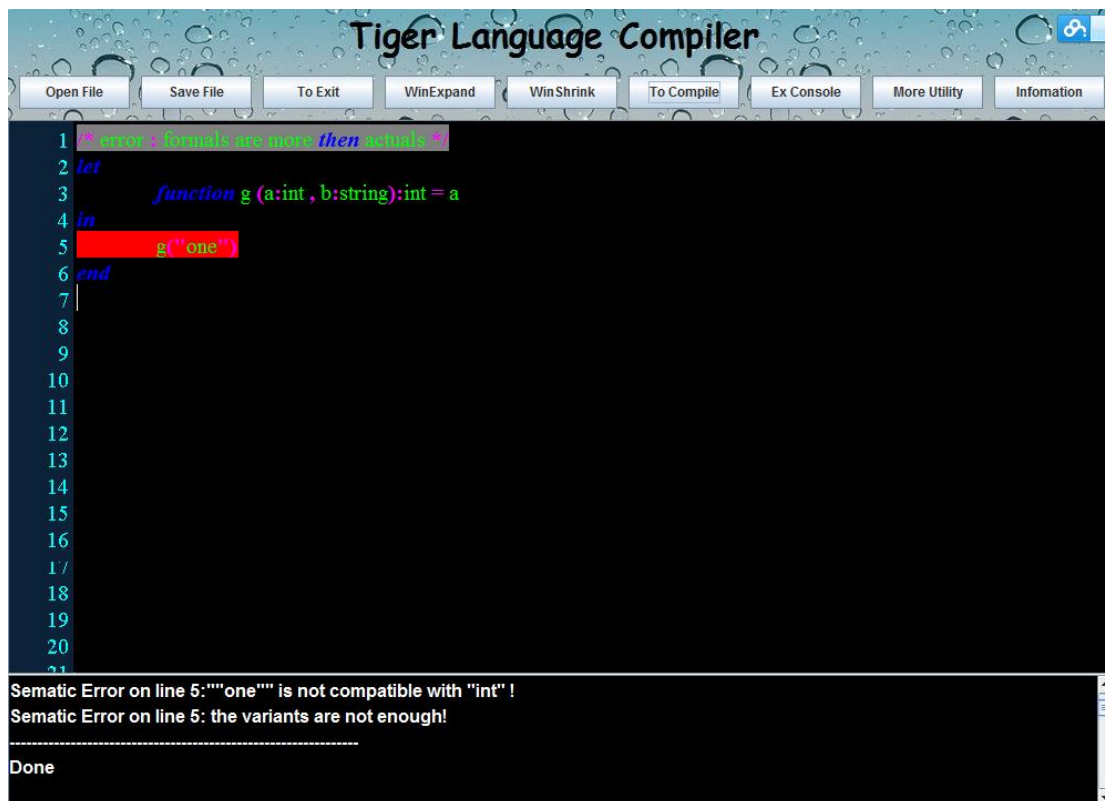 Tiger Language Compiler
Open File Save File To Exit WinExpand WinShrink To Compile Ex Console More Utility Infomation
1 /* error : formals are more then actuals */
2 let
3 function g (a:int , b:string):int = a
4 in
5 g("one")
6 end
7
8
9
10
11
12
13
14
15
16
17
18
19
20
21
Sematic Error on line 5:""one"" is not compatible with "int" !
Sematic Error on line 5: the variants are not enough!
---------------------------------------------------------------
Done